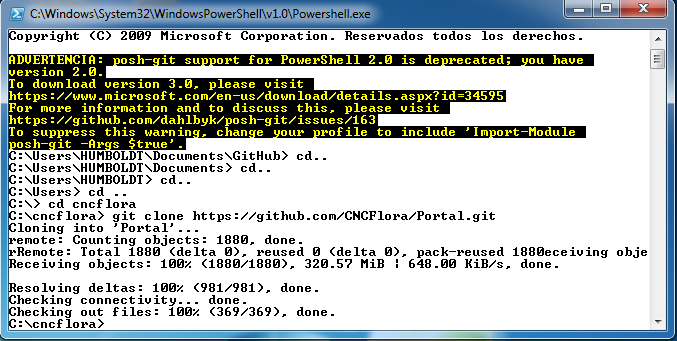 C:\Windows\System32\WindowsPowerShell\v1.0\Powershell.exe
Copyright (C) 2009 Microsoft Corporation. Reservados todos los derechos.
ADVERTENCIA: posh-git support for PowerShell 2.0 is deprecated; you have
version 2.0.
To download version 3.0, please visit
https://www.microsoft.com/en-us/download/details.aspx?id=34595
For more information and to discuss this, please visit
https://github.com/dahlbyk/posh-git/issues/163
To suppress this warning, change your profile to include 'Import-Module
posh-git -Args $true'.
C:\Users\HUMBOLDT\Documents\GitHub> cd..
C:\Users\HUMBOLDT\Documents> cd..
C:\Users\HUMBOLDT> cd..
C:\Users> cd ..
C:\> cd cncflora
C:\cncflora> git clone https://github.com/CNCFlora/Portal.git
Cloning into 'Portal'...
remote: Counting objects: 1880, done.
rRemote: Total 1880 (delta 0), reused 0 (delta 0), pack-reused 1880eceiving obje
Receiving objects: 100% (1880/1880), 320.57 MiB | 648.00 KiB/s, done.
Resolving deltas: 100% (981/981), done.
Checking connectivity... done.
Checking out files: 100% (369/369), done.
C:\cncflora>